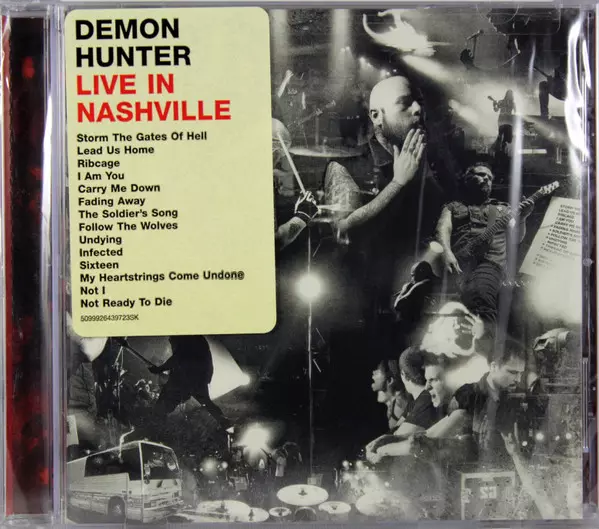 DEMON
HUNTER
LIVE IN
NASHVILLE
Storm The Gates Of Hell
Lead Us Home
Ribcage
I Am You
Carry Me Down
Fading Away
The Soldier's Song
Follow The Wolves
Undying
Infected
Sixteen
My Heartstrings Come Undone
Not I
Not Ready To Die
5099926439723SK